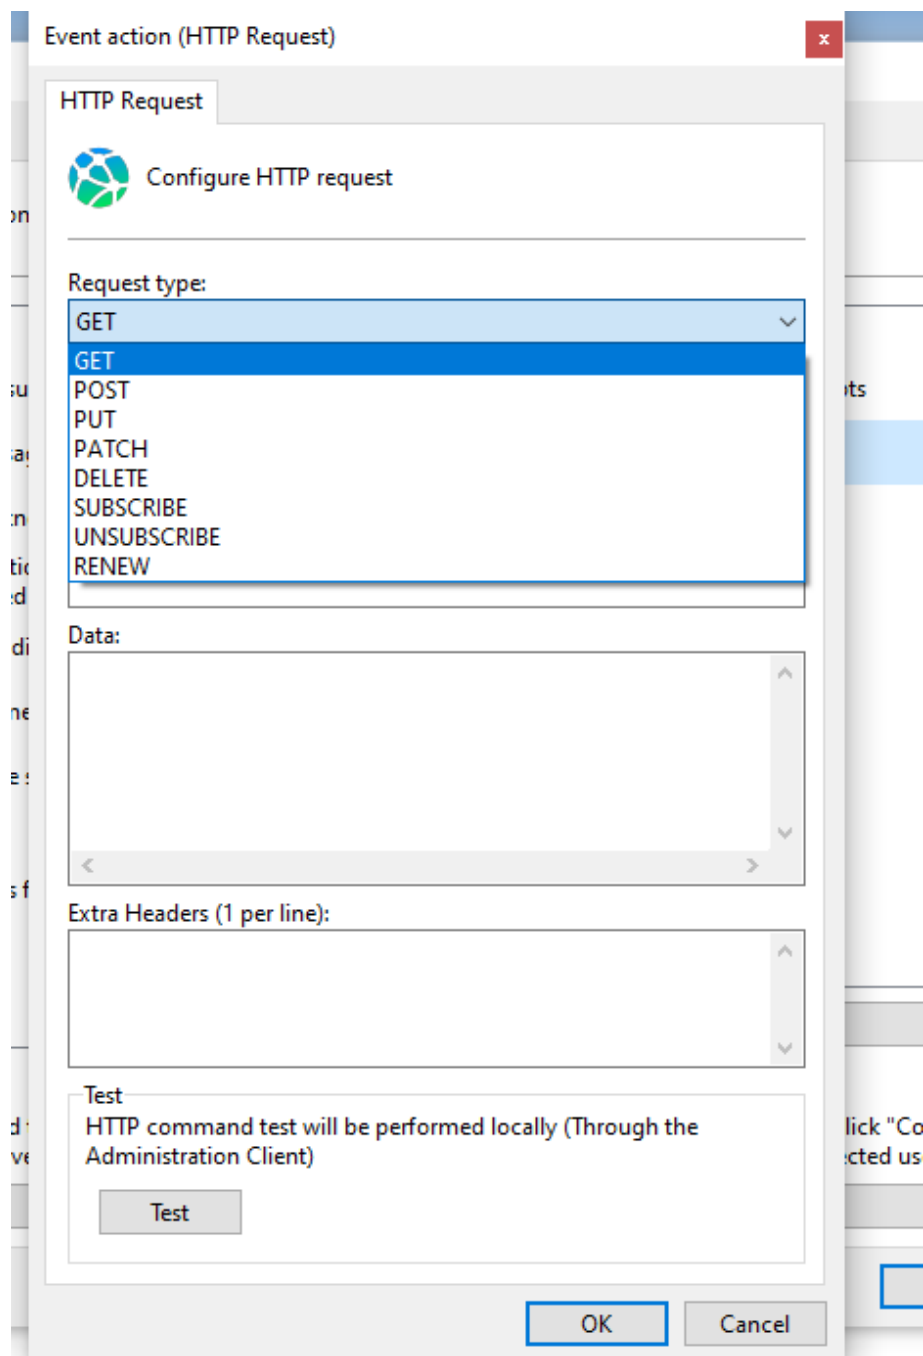 Event action (HTTP Request)
x
HTTP Request
Configure HTTP request
Request type:
GET
GET
POST
PUT
PATCH
DELETE
SUBSCRIBE
UNSUBSCRIBE
RENEW
Data:
Extra Headers (1 per line):
Test
HTTP command test will be performed locally (Through the
Administration Client)
Test
OK
Cancel